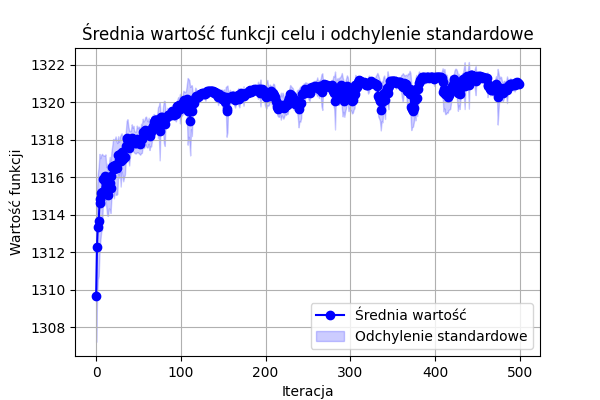 Średnia wartość funkcji celu i odchylenie standardowe
Wartość funkcji
1322
1320
1318
1316
1314
1312
1310
1308
0 100 200 300 400 500
Iteracja
Średnia wartość
Odchylenie standardowe